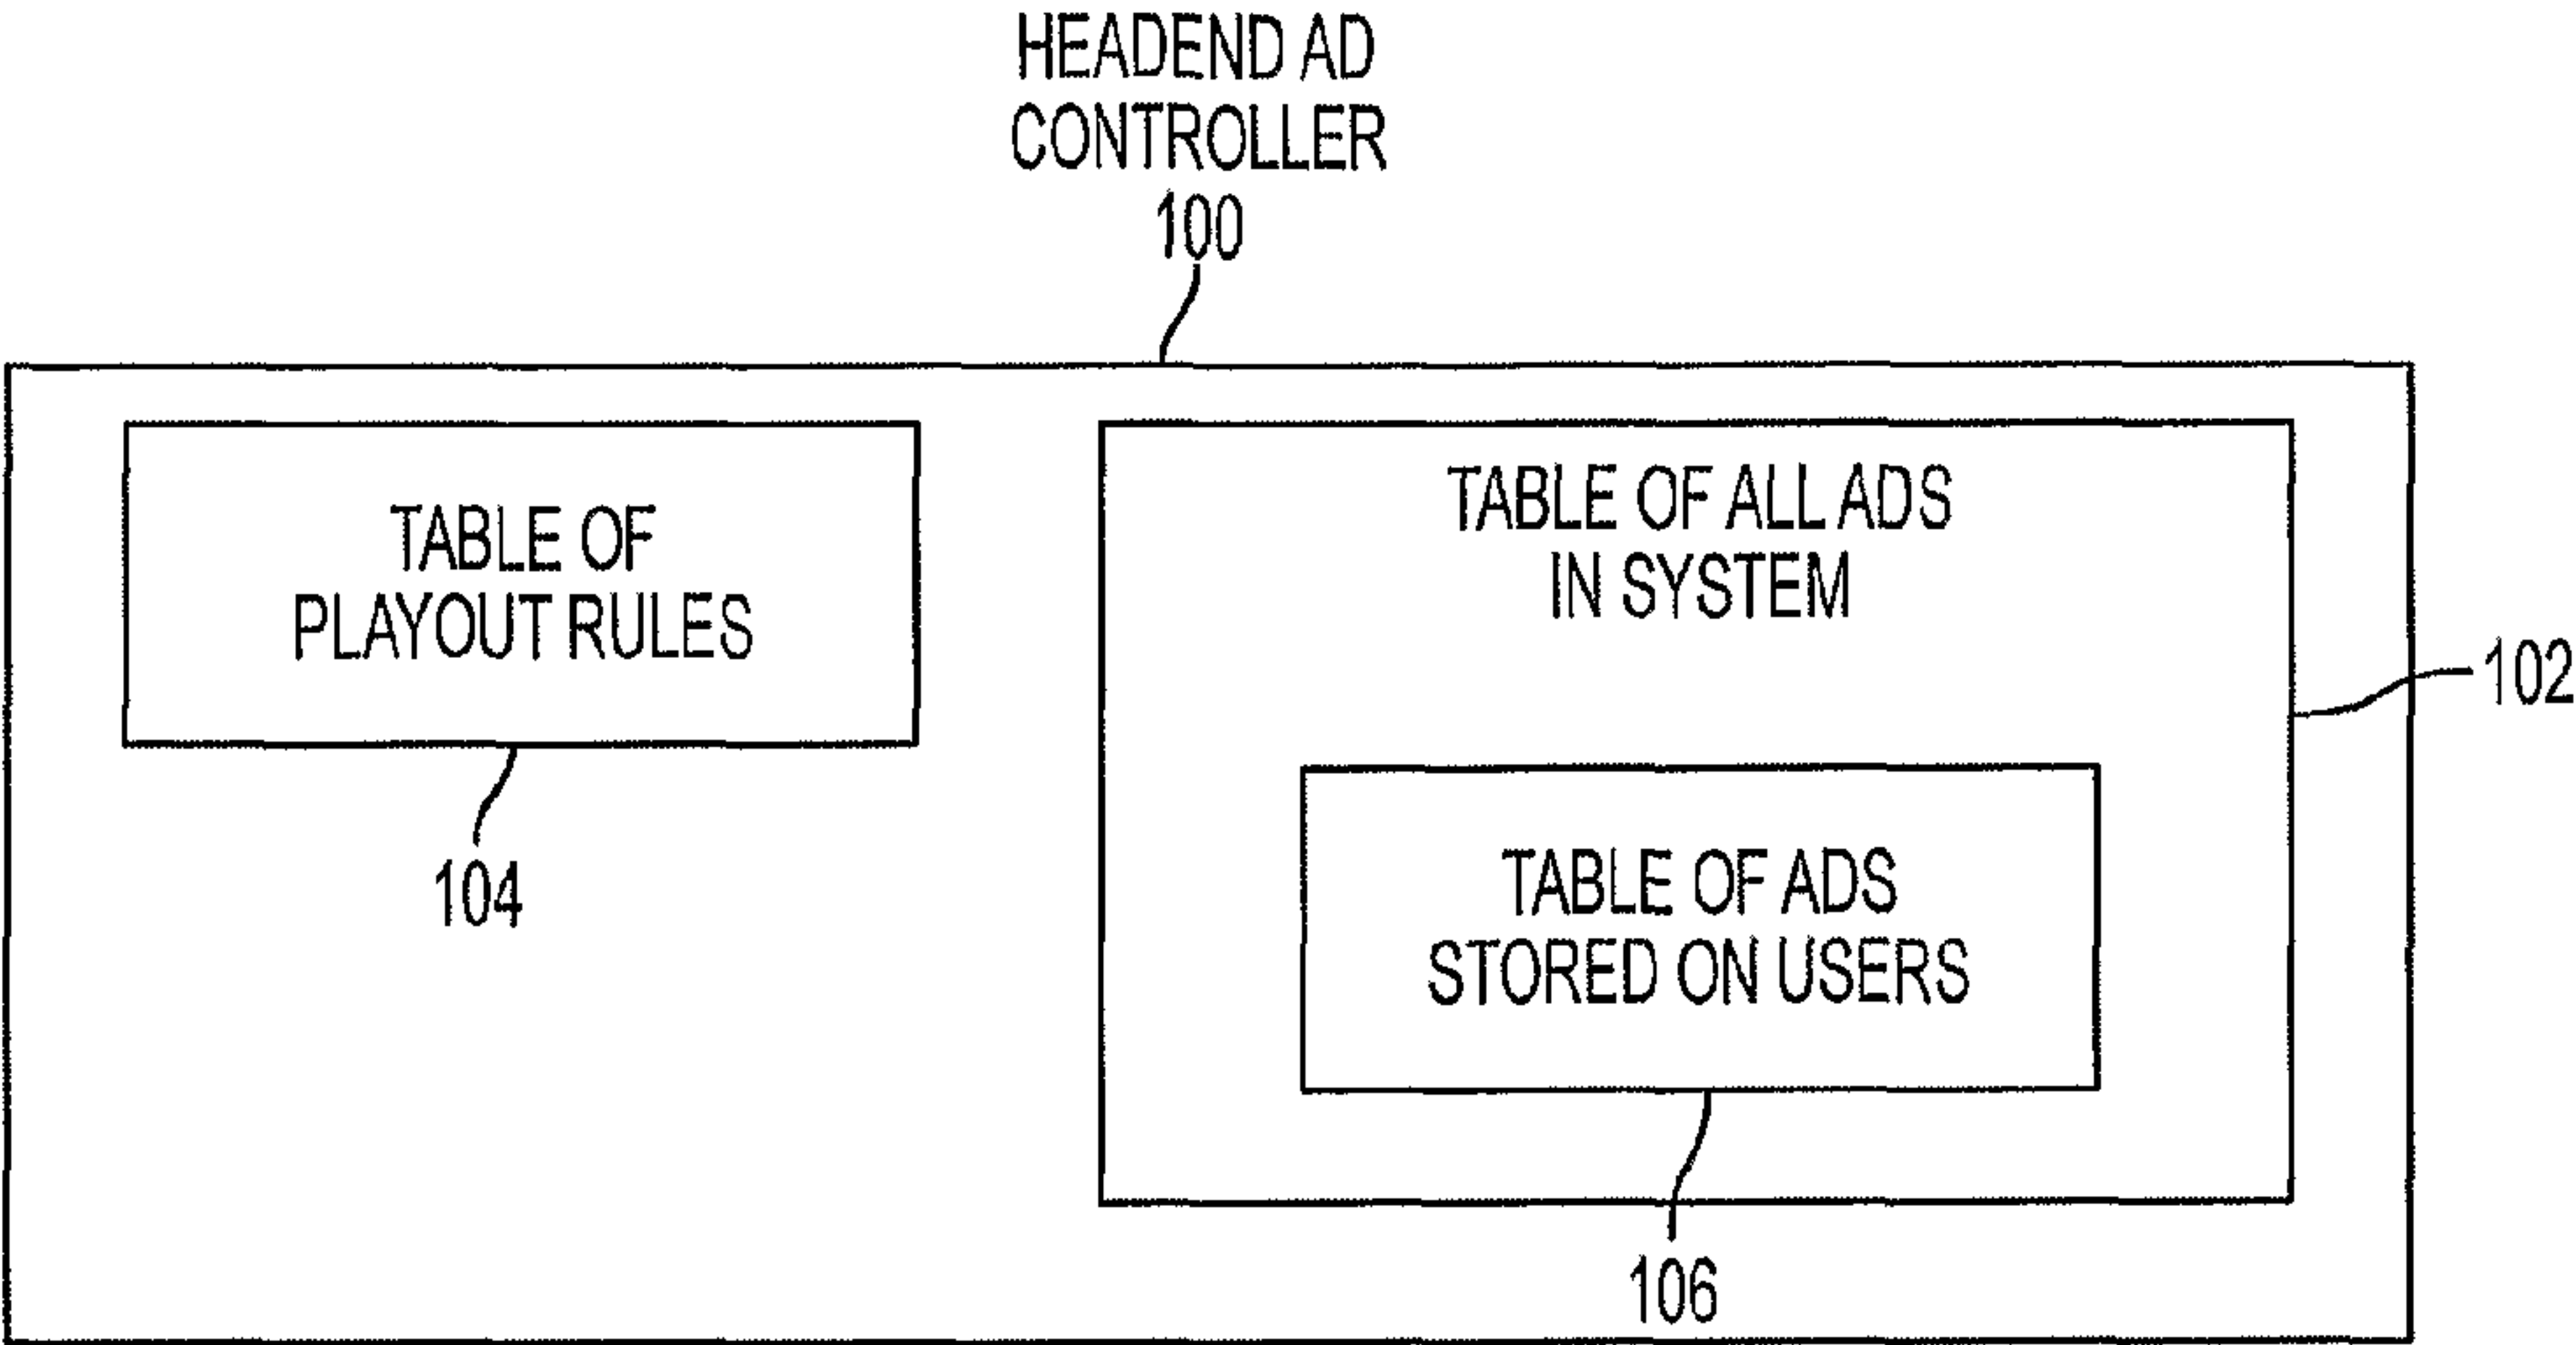 HEADEND AD
CONTROLLER
100
TABLE OF
PLAYOUT RULES
104
TABLE OF ALL ADS
IN SYSTEM
102
TABLE OF ADS
STORED ON USERS
106